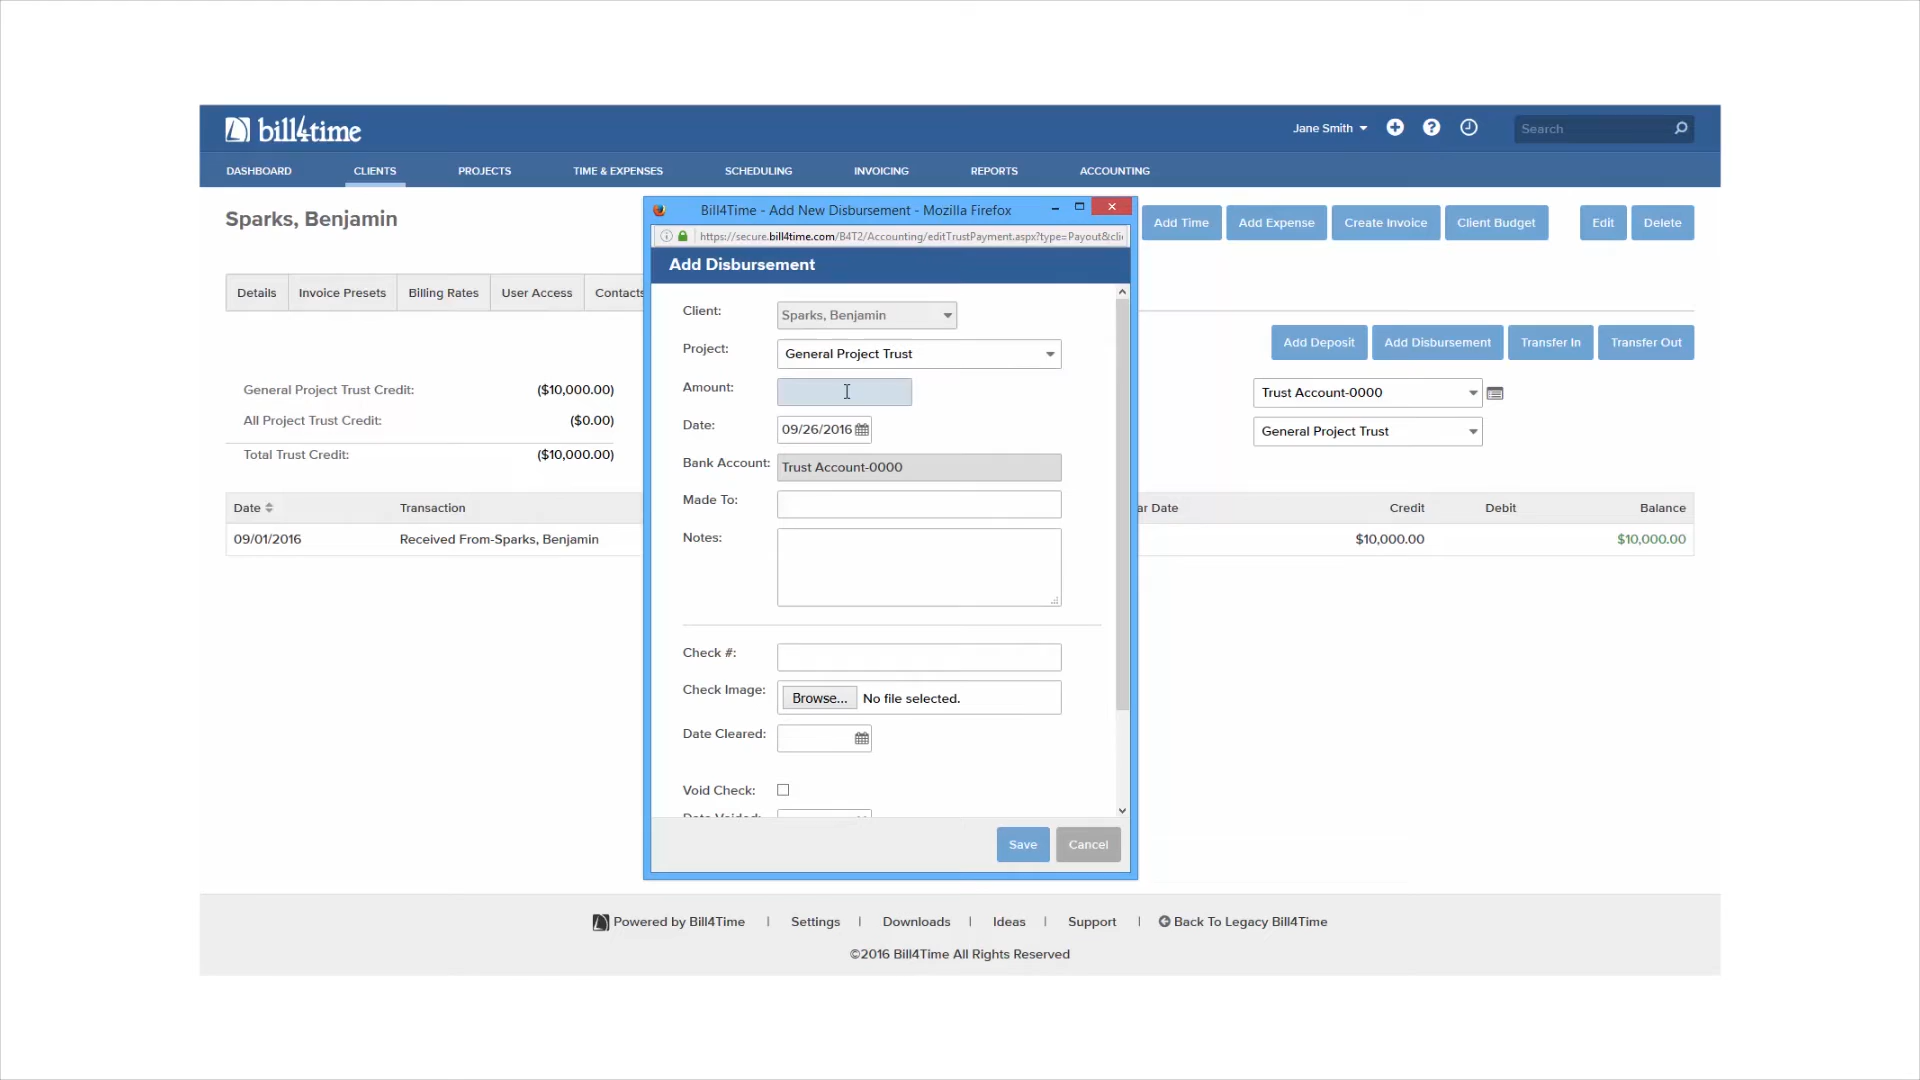 bill4time
Jane Smith
Search
DASHBOARD CLIENTS PROJECTS TIME & EXPENSES SCHEDULING INVOICING REPORTS ACCOUNTING
Sparks, Benjamin
Add Time Add Expense Create Invoice Client Budget Edit Delete
Details Invoice Presets Billing Rates User Access Contacts
Add Deposit Add Disbursement Transfer In Transfer Out
General Project Trust Credit: ($10,000.00)
All Project Trust Credit: ($0.00)
Total Trust Credit: ($10,000.00)
Trust Account-0000
General Project Trust
Date Transaction ar Date Credit Debit Balance
09/01/2016 Received From-Sparks, Benjamin $10,000.00 $10,000.00
Bill4Time - Add New Disbursement - Mozilla Firefox
https://secure.bill4time.com/B4T2/Accounting/editTrustPayment.aspx?type=Payout&cli
Add Disbursement
Client: Sparks, Benjamin
Project: General Project Trust
Amount:
Date: 09/26/2016
Bank Account: Trust Account-0000
Made To:
Notes:
Check #:
Check Image: Browse... No file selected.
Date Cleared:
Void Check:
Date Voided:
Save Cancel
Powered by Bill4Time | Settings | Downloads | Ideas | Support | Back To Legacy Bill4Time
©2016 Bill4Time All Rights Reserved